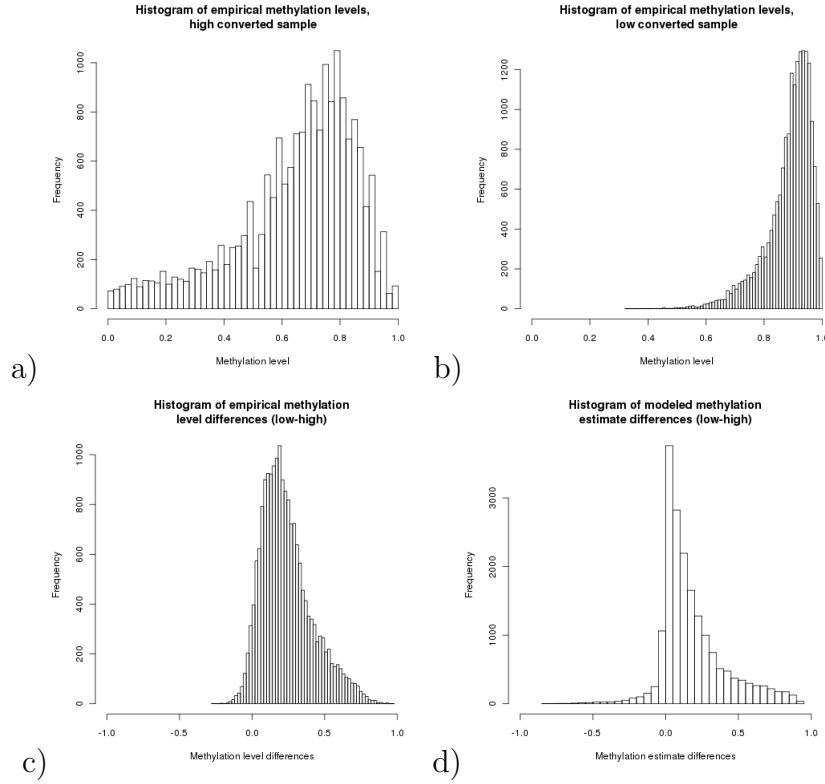 Histogram of empirical methylation levels,
high converted sample
Frequency
0 200 400 600 800 1000
0.0 0.2 0.4 0.6 0.8 1.0
Methylation level
a)
Histogram of empirical methylation levels,
low converted sample
Frequency
0 200 400 600 800 1000 1200
0.0 0.2 0.4 0.6 0.8 1.0
Methylation level
b)
Histogram of empirical methylation
level differences (low-high)
Frequency
0 200 400 600 800 1000
-1.0 -0.5 0.0 0.5 1.0
Methylation level differences
c)
Histogram of modeled methylation
estimate differences (low-high)
Frequency
0 1000 2000 3000
-1.0 -0.5 0.0 0.5 1.0
Methylation estimate differences
d)